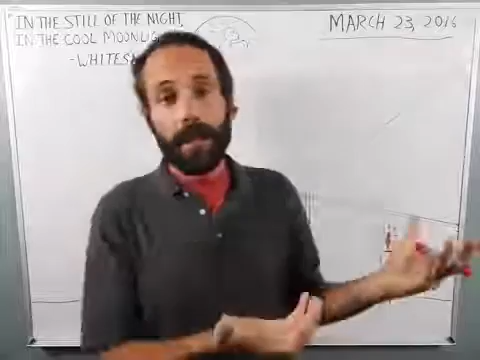 IN THE STILL OF THE NIGHT,
IN THE COOL
MARCH 23, 2016